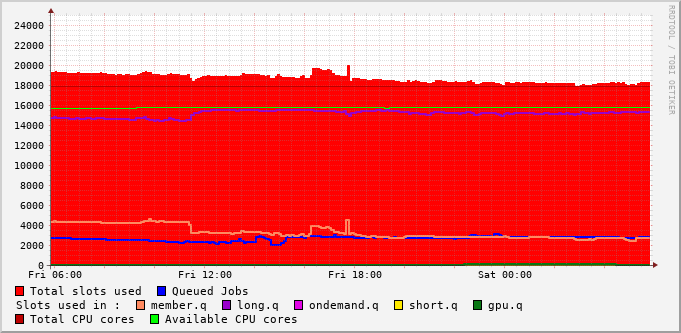 24000
22000
20000
18000
16000
14000
12000
10000
8000
6000
4000
2000
0
Fri 06:00 Fri 12:00 Fri 18:00 Sat 00:00
RRDTOOL / TOBI OETIKER
Total slots used Queued Jobs
Slots used in : member.q long.q ondemand.q short.q gpu.q
Total CPU cores Available CPU cores